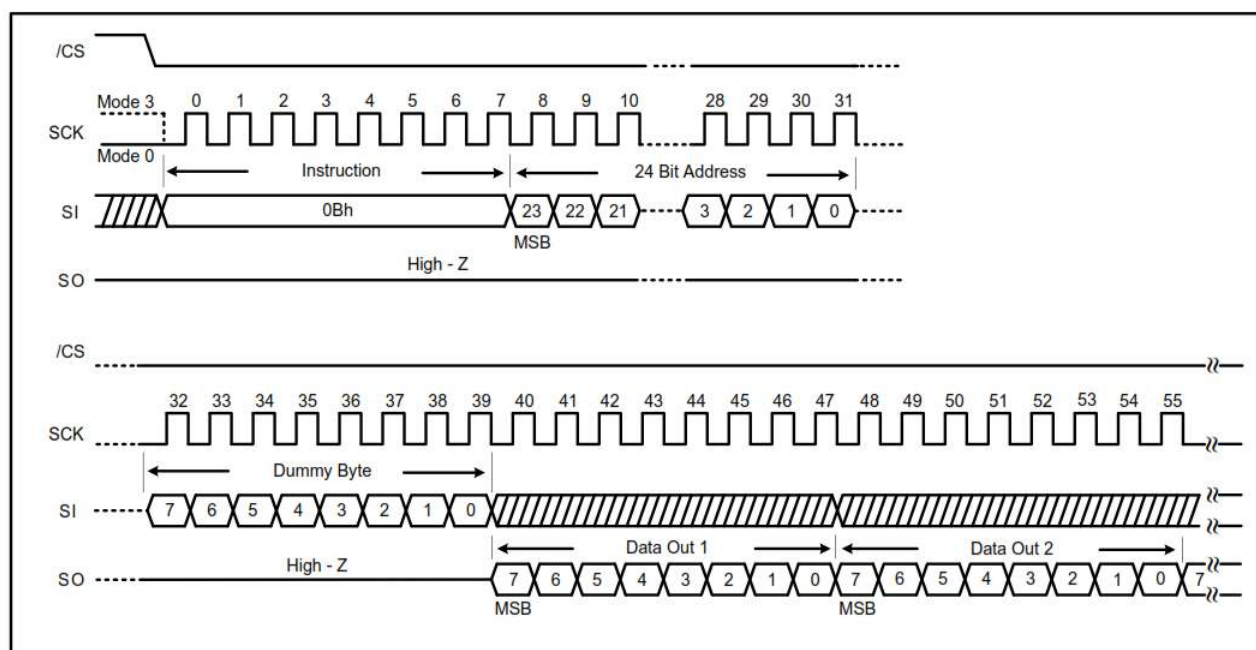 /CS
Mode 3 0 1 2 3 4 5 6 7 8 9 10 28 29 30 31
SCK
Mode 0
Instruction 24 Bit Address
SI 0Bh 23 22 21 3 2 1 0
MSB
High - Z
SO
/CS
32 33 34 35 36 37 38 39 40 41 42 43 44 45 46 47 48 49 50 51 52 53 54 55
SCK
Dummy Byte
SI 7 6 5 4 3 2 1 0
Data Out 1 Data Out 2
High - Z
SO 7 6 5 4 3 2 1 0 7 6 5 4 3 2 1 0 7
MSB MSB